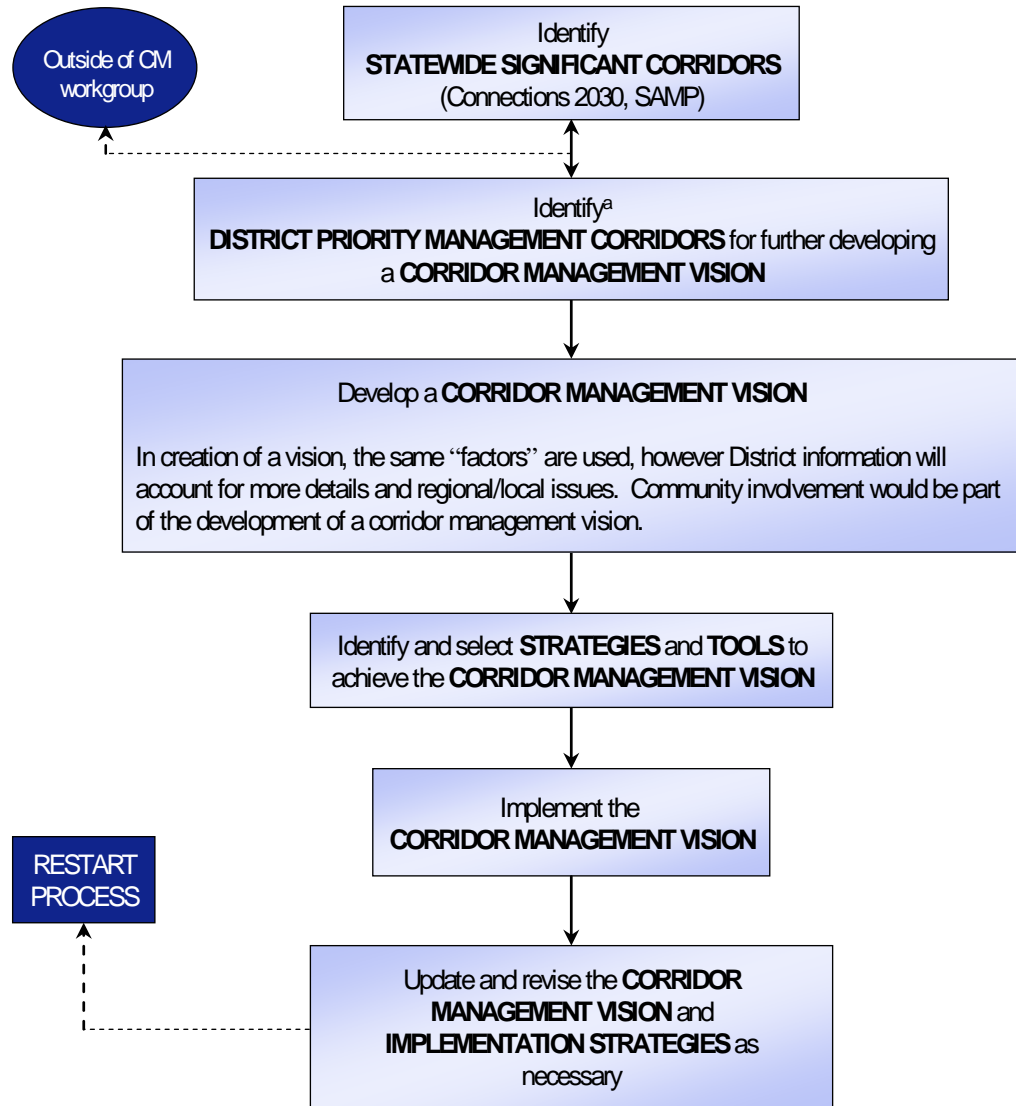 Outside of CM
workgroup
Identify
STATEWIDE SIGNIFICANT CORRIDORS
(Connections 2030, SAMP)
Identifyᵃ
DISTRICT PRIORITY MANAGEMENT CORRIDORS for further developing
a CORRIDOR MANAGEMENT VISION
Develop a CORRIDOR MANAGEMENT VISION
In creation of a vision, the same “factors” are used, however District information will
account for more details and regional/local issues.  Community involvement would be part
of the development of a corridor management vision.
Identify and select STRATEGIES and TOOLS to
achieve the CORRIDOR MANAGEMENT VISION
Implement the
CORRIDOR MANAGEMENT VISION
RESTART
PROCESS
Update and revise the CORRIDOR
MANAGEMENT VISION and
IMPLEMENTATION STRATEGIES as
necessary